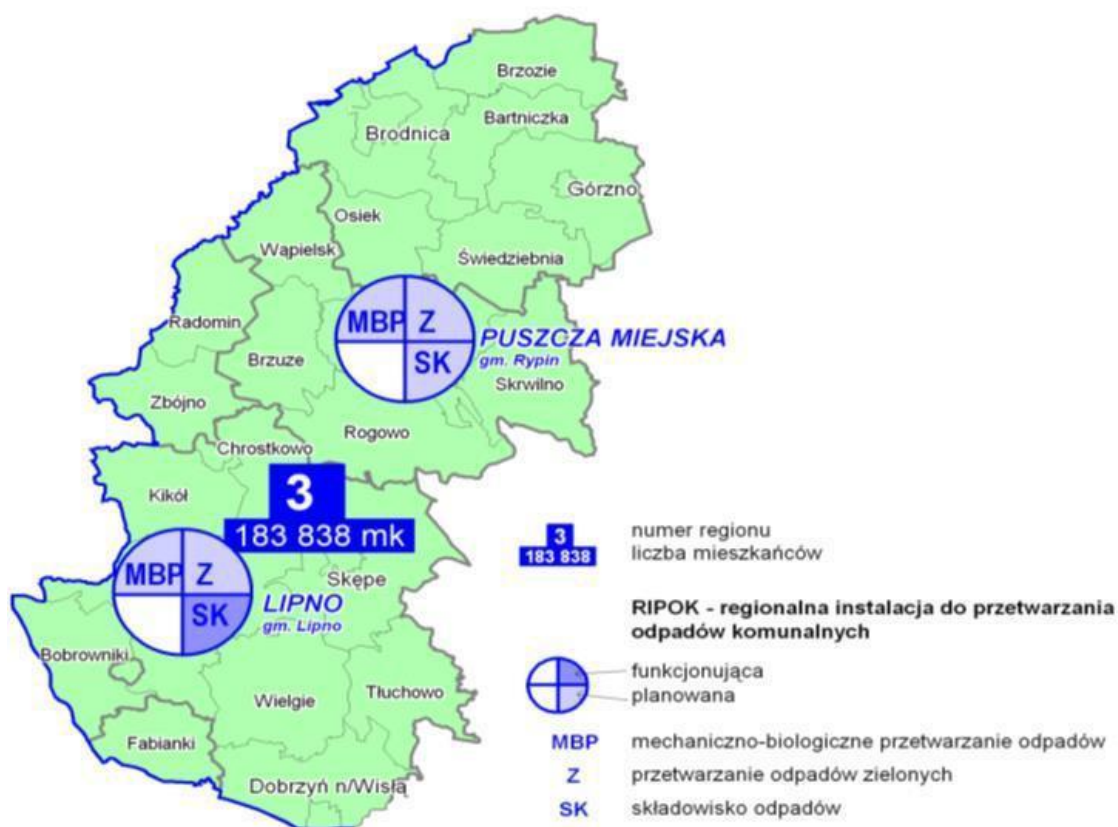 Brzozie
Bartniczka
Brodnica
Górzno
Osiek
Wąpielsk
Świedziebnia
Radomin
MBP Z
SK
PUSZCZA MIEJSKA
gm. Rypin
Brzuze
Skrwilno
Zbójno
Rogowo
Chrostkowo
Kikół
3
183 838 mk
Skępe
MBP Z
SK
LIPNO
gm. Lipno
Bobrowniki
Wielgie
Tłuchowo
Fabianki
Dobrzyń n/Wisłą
3
183 838
numer regionu
liczba mieszkańców
RIPOK - regionalna instalacja do przetwarzania
odpadów komunalnych
funkcjonująca
planowana
MBP mechaniczno-biologiczne przetwarzanie odpadów
Z przetwarzanie odpadów zielonych
SK składowisko odpadów